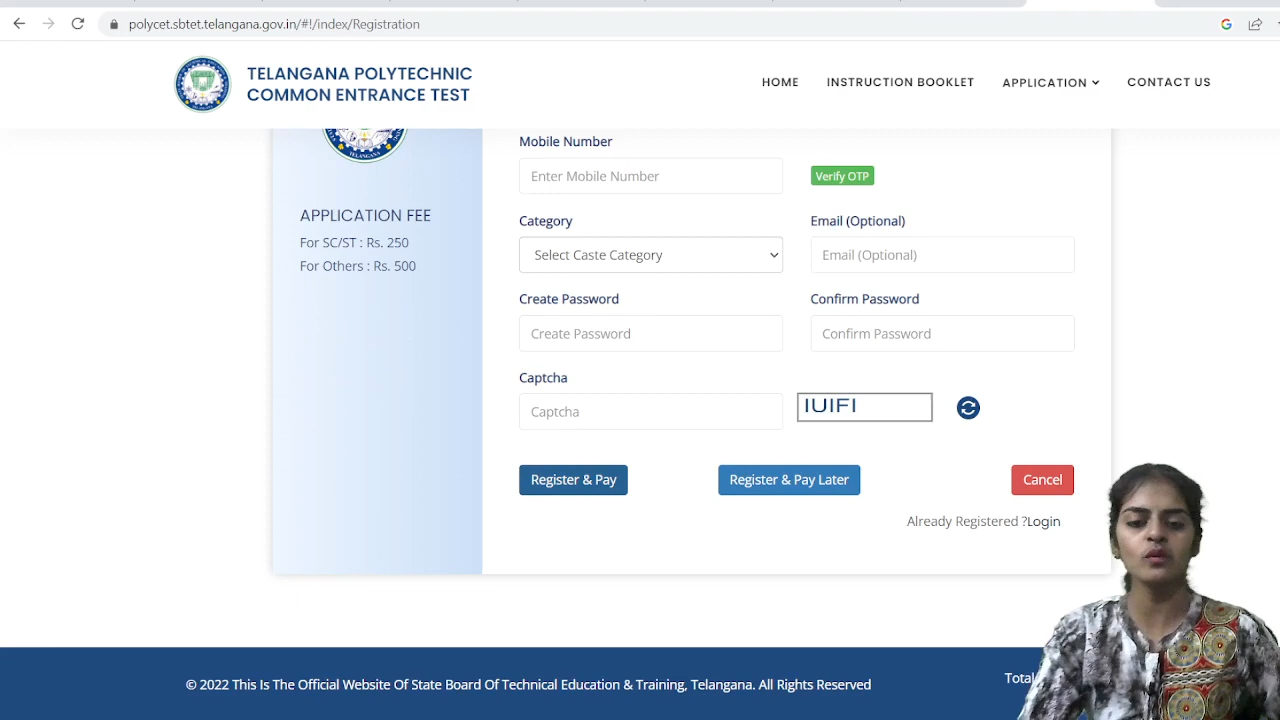 polycet.sbtet.telangana.gov.in/#!/index/Registration
TELANGANA POLYTECHNIC
COMMON ENTRANCE TEST
HOME
INSTRUCTION BOOKLET
APPLICATION
CONTACT US
TELANGANA
APPLICATION FEE
For SC/ST : Rs. 250
For Others : Rs. 500
Mobile Number
Enter Mobile Number
Verify OTP
Category
Email (Optional)
Select Caste Category
Email (Optional)
Create Password
Confirm Password
Create Password
Confirm Password
Captcha
Captcha
IUIFI
Register & Pay
Register & Pay Later
Cancel
Already Registered ?Login
© 2022 This Is The Official Website Of State Board Of Technical Education & Training, Telangana. All Rights Reserved
Total